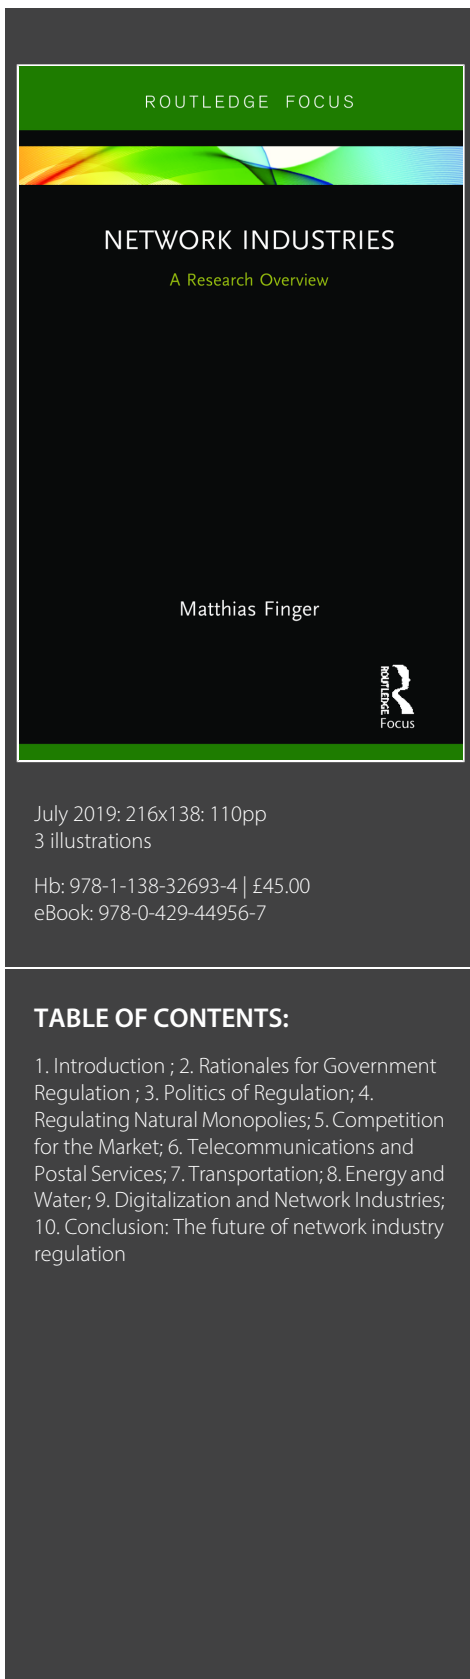 ROUTLEDGE FOCUS
NETWORK INDUSTRIES
A Research Overview
Matthias Finger
ROUTLEDGE
Focus
July 2019: 216x138: 110pp
3 illustrations
Hb: 978-1-138-32693-4 | £45.00
eBook: 978-0-429-44956-7
TABLE OF CONTENTS:
1. Introduction ; 2. Rationales for Government
Regulation ; 3. Politics of Regulation; 4.
Regulating Natural Monopolies; 5. Competition
for the Market; 6. Telecommunications and
Postal Services; 7. Transportation; 8. Energy and
Water; 9. Digitalization and Network Industries;
10. Conclusion: The future of network industry
regulation